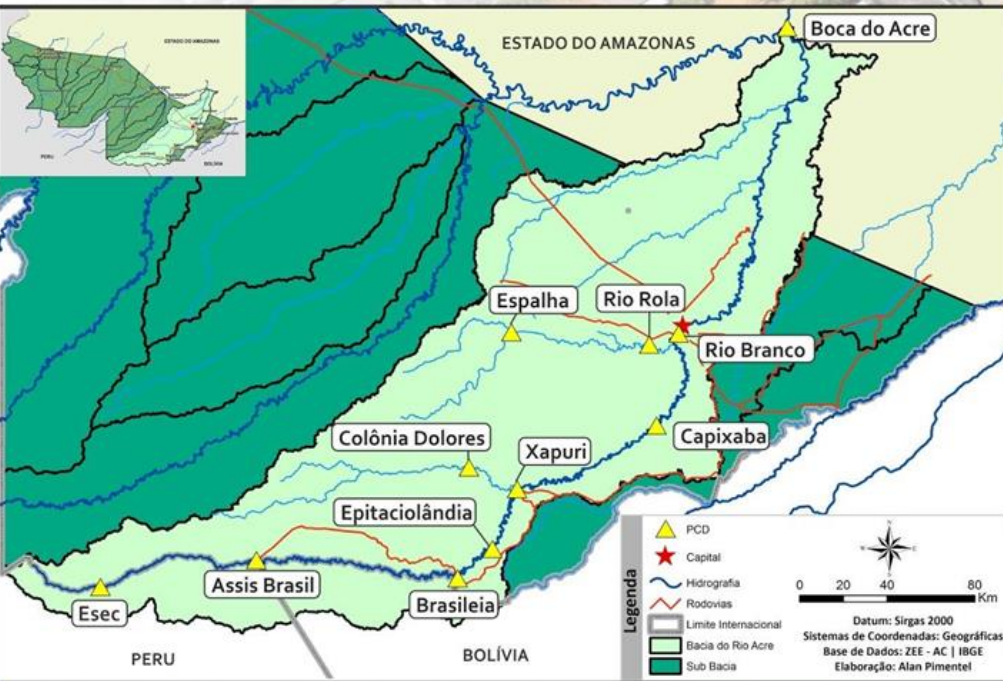 ESTADO DO AMAZONAS
PERU
BOLÍVIA
Boca do Acre
ESTADO DO AMAZONAS
Espalha
Rio Rola
Rio Branco
Capixaba
Colônia Dolores
Xapuri
Epitaciolândia
Assis Brasil
Brasileia
Esec
PERU
BOLÍVIA
Legenda
PCD
Capital
Hidrografia
Rodovias
Limite Internacional
Bacia do Rio Acre
Sub Bacia
N
W
E
S
0 20 40 80
Km
Datum: Sirgas 2000
Sistemas de Coordenadas: Geográficas
Base de Dados: ZEE - AC | IBGE
Elaboração: Alan Pimentel